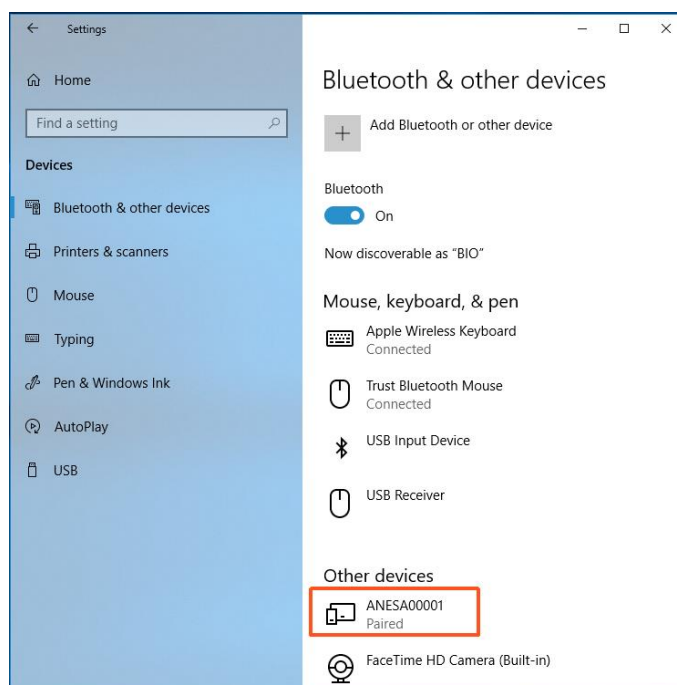 Settings
Home
Find a setting
Devices
Bluetooth & other devices
Printers & scanners
Mouse
Typing
Pen & Windows Ink
AutoPlay
USB
Bluetooth & other devices
Add Bluetooth or other device
Bluetooth
On
Now discoverable as “BIO”
Mouse, keyboard, & pen
Apple Wireless Keyboard
Connected
Trust Bluetooth Mouse
Connected
USB Input Device
USB Receiver
Other devices
ANESA00001
Paired
FaceTime HD Camera (Built-in)